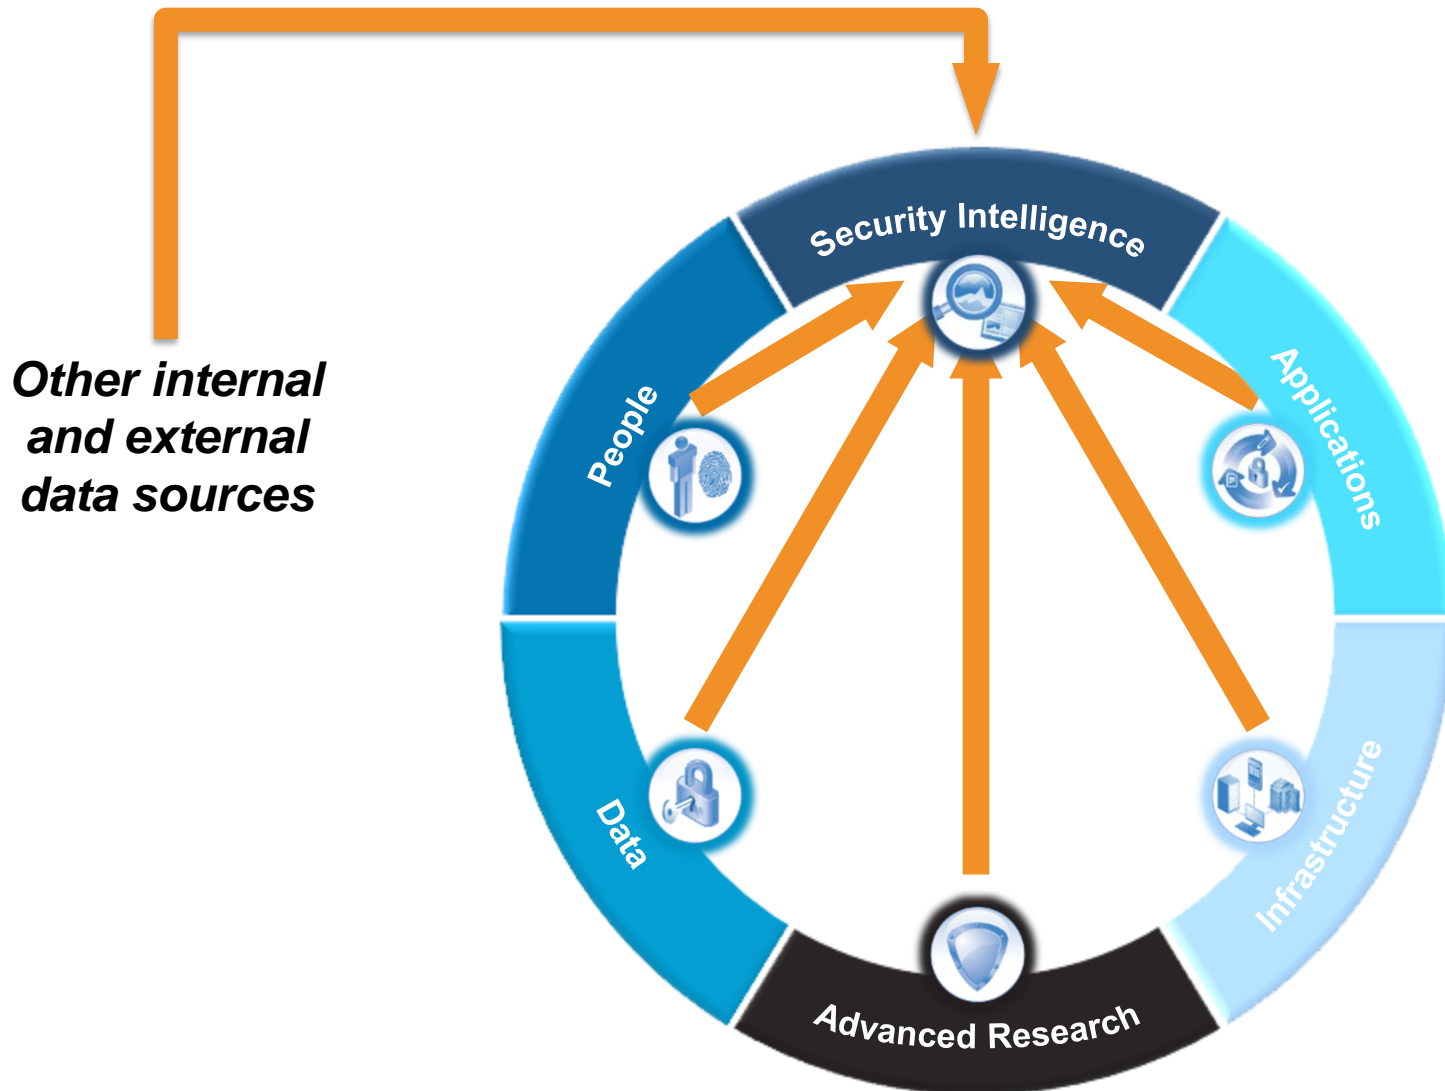 Security Intelligence
Other internal
and external
data sources
People
Applications
Data
Infrastructure
Advanced Research